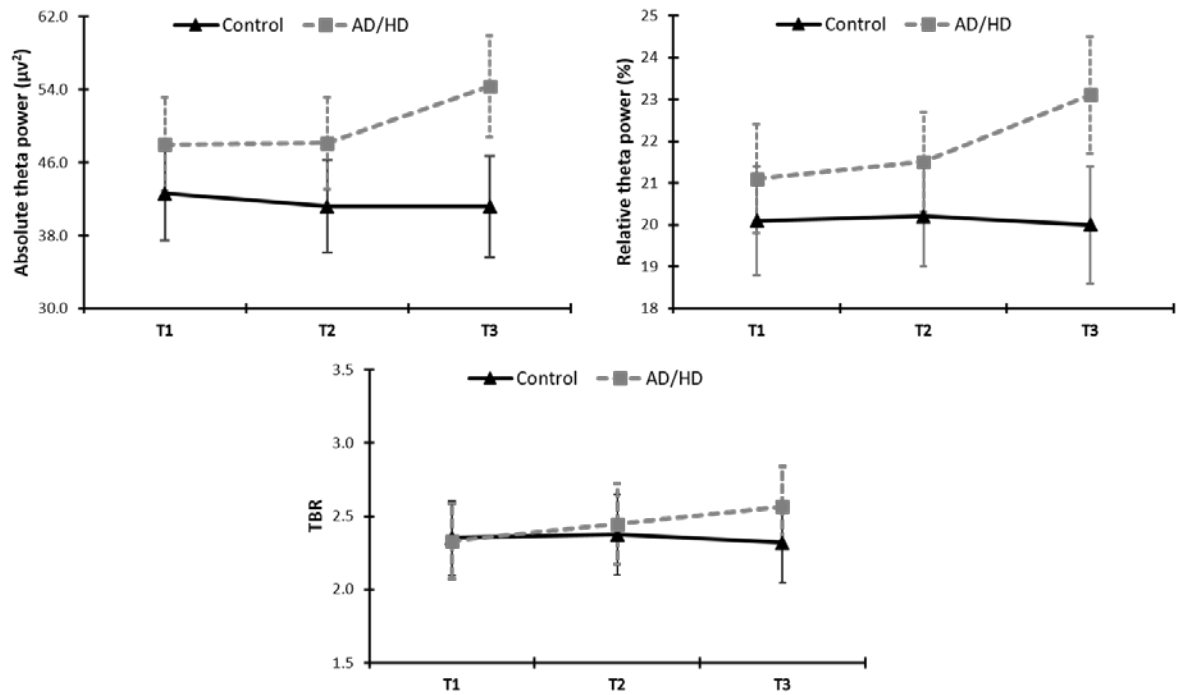 Control AD/HD
Absolute theta power (μv²)
62.0
54.0
46.0
38.0
30.0
T1 T2 T3
Control AD/HD
Relative theta power (%)
25
24
23
22
21
20
19
18
T1 T2 T3
Control AD/HD
TBR
3.5
3.0
2.5
2.0
1.5
T1 T2 T3